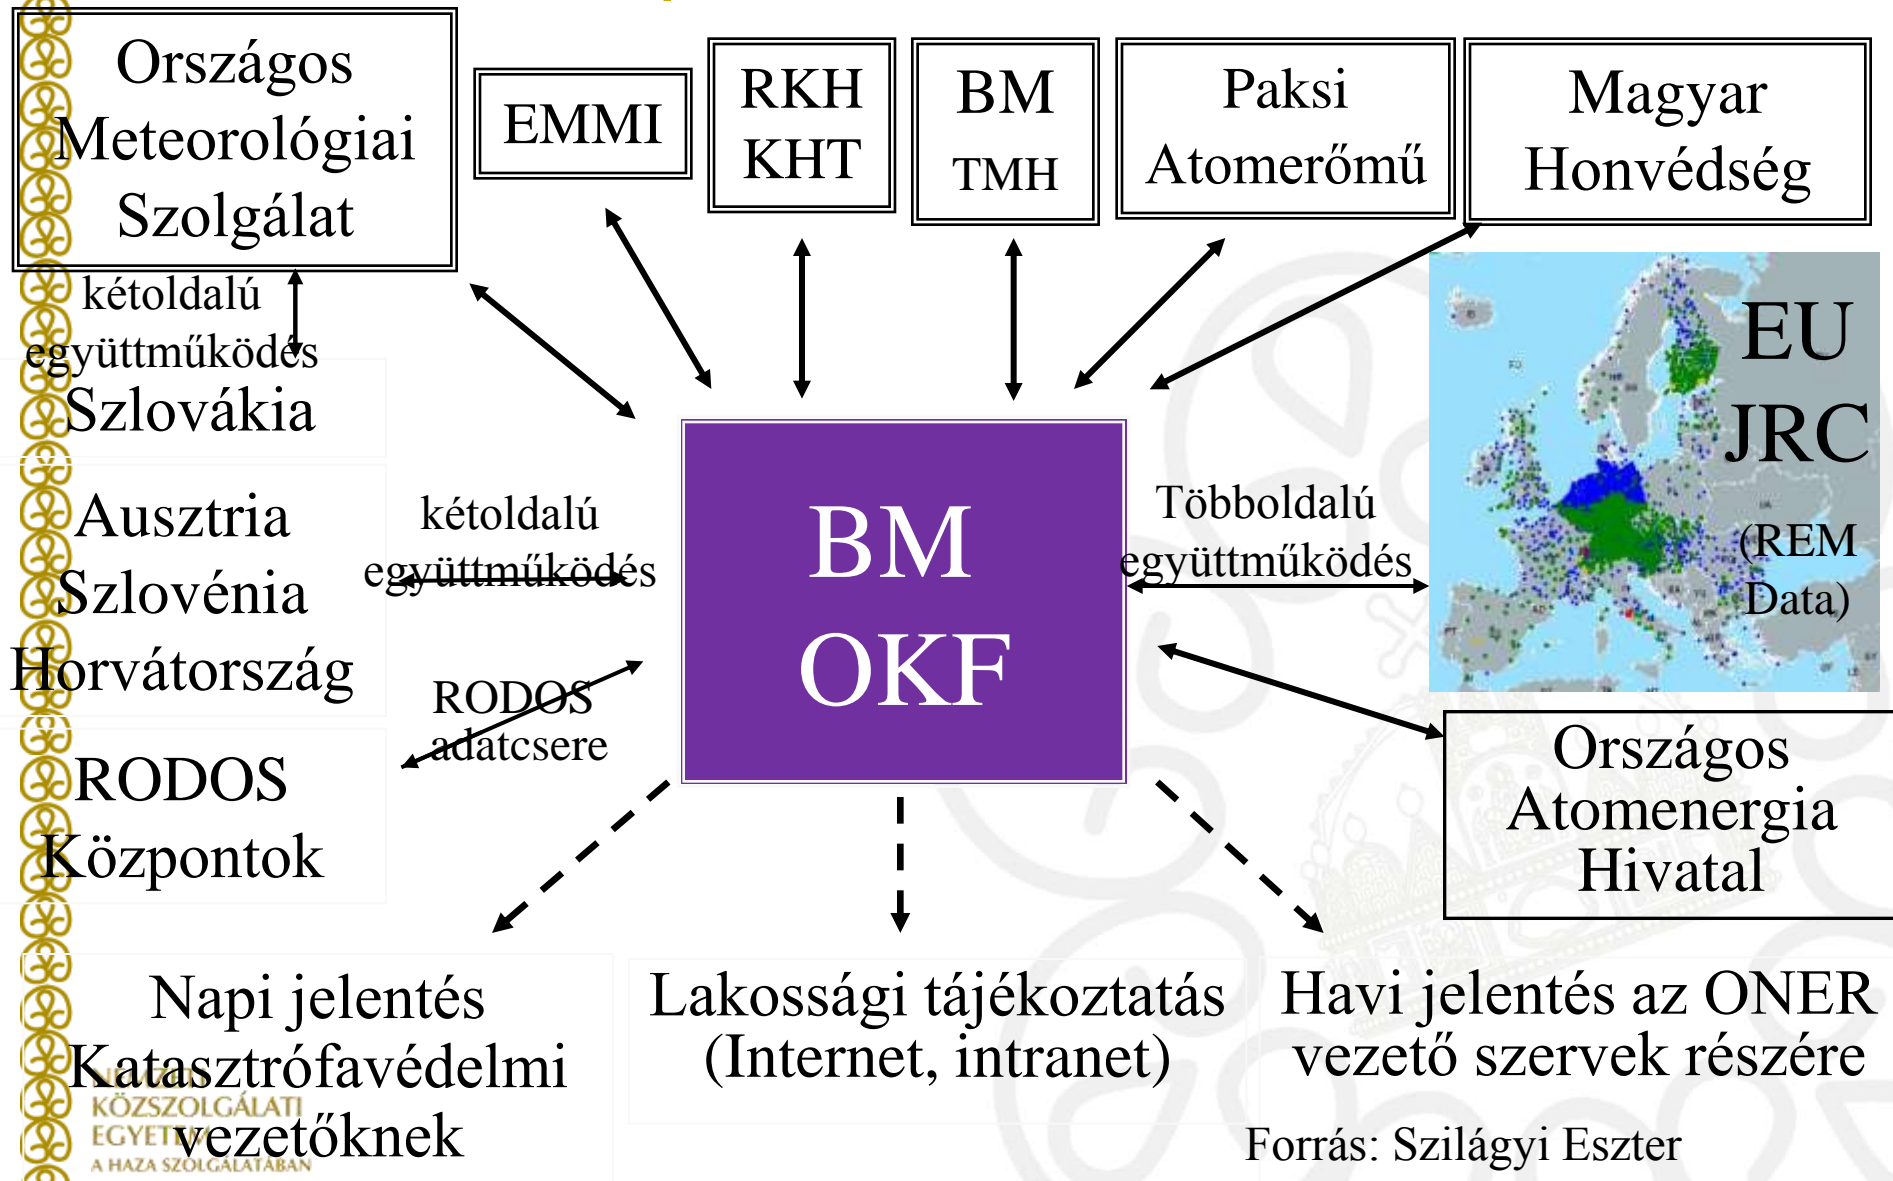 Országos
Meteorológiai
Szolgálat
EMMI
RKH
KHT
BM
TMH
Paksi
Atomerőmű
Magyar
Honvédség
kétoldalú
együttműködés
Szlovákia
Ausztria
Szlovénia
Horvátország
kétoldalú
együttműködés
RODOS
adatcsere
RODOS
Központok
BM
OKF
Többoldalú
együttműködés
EU
JRC
(REM
Data)
Országos
Atomenergia
Hivatal
Napi jelentés
Katasztrófavédelmi
vezetőknek
Lakossági tájékoztatás
(Internet, intranet)
Havi jelentés az ONER
vezető szervek részére
NEMZETI
KÖZSZOLGÁLATI
EGYETEM
A HAZA SZOLGÁLATÁBAN
Forrás: Szilágyi Eszter